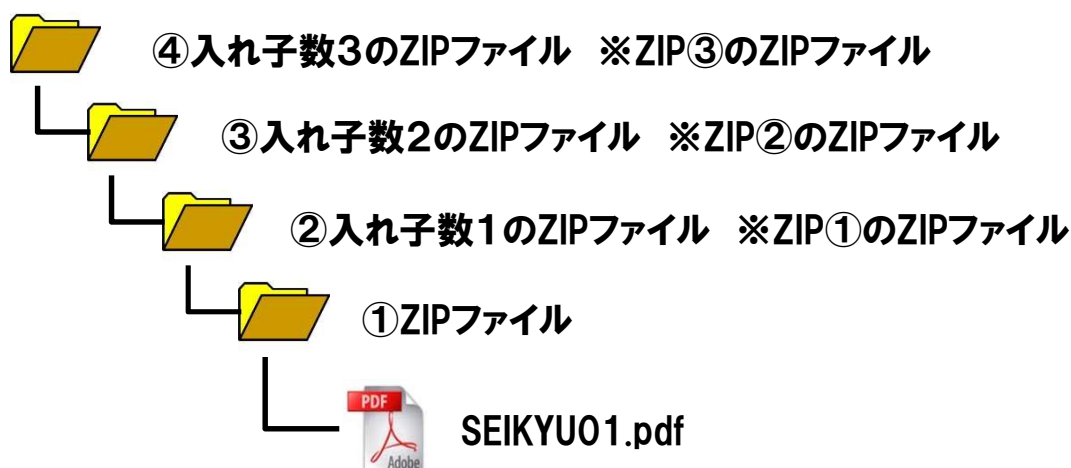 ④入れ子数3のZIPファイル ※ZIP③のZIPファイル
③入れ子数2のZIPファイル ※ZIP②のZIPファイル
②入れ子数1のZIPファイル ※ZIP①のZIPファイル
①ZIPファイル
PDF
Adobe
SEIKYU01.pdf